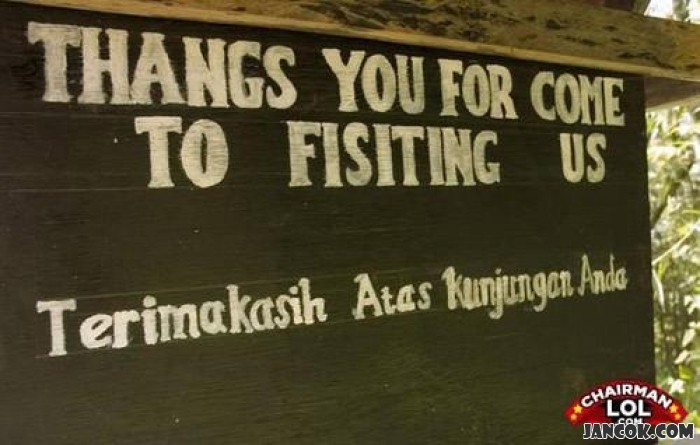 THANGS YOU FOR COME
TO FISITING US
Terimakasih Atas Kunjungan Anda
CHAIRMAN
LOL
.COM
JANCOK.COM